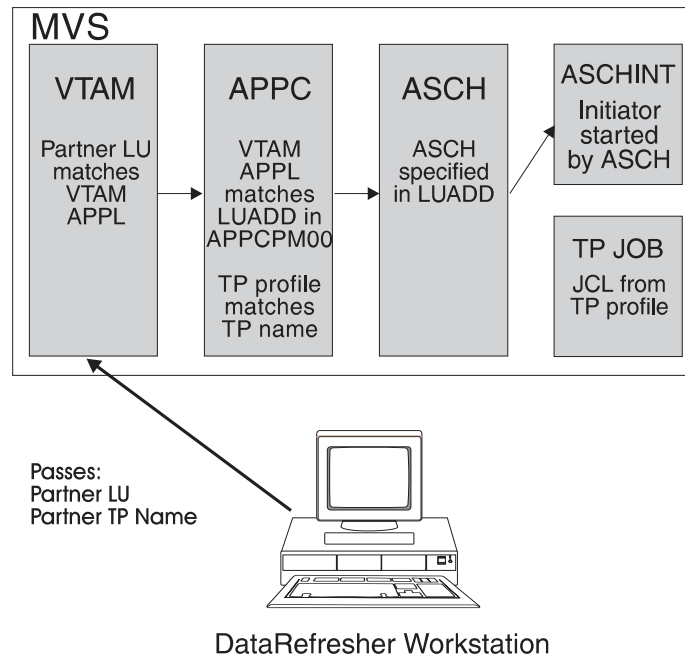 MVS
VTAM
Partner LU
matches
VTAM
APPL
APPC
VTAM
APPL
matches
LUADD in
APPCPM00
TP profile
matches
TP name
ASCH
ASCH
specified
in LUADD
ASCHINT
Initiator
started
by ASCH
TP JOB
JCL from
TP profile
Passes:
Partner LU
Partner TP Name
DataRefresher Workstation